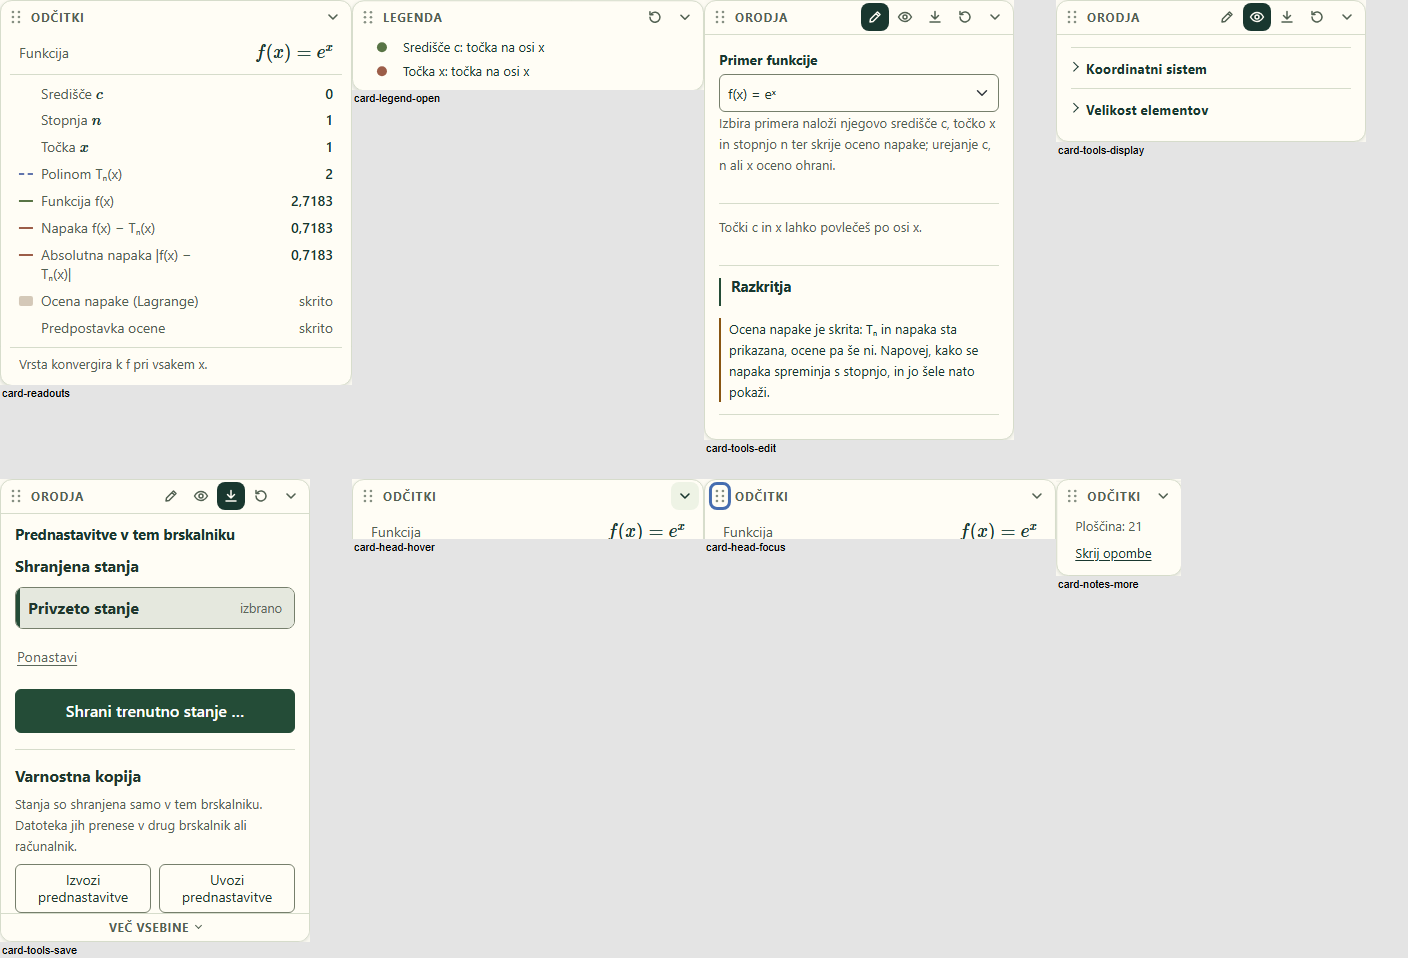 ODČITKI
Funkcija f(x) = eˣ
Središče c 0
Stopnja n 1
Točka x 1
Polinom Tₙ(x) 2
Funkcija f(x) 2,7183
Napaka f(x) − Tₙ(x) 0,7183
Absolutna napaka |f(x) − 0,7183
Tₙ(x)|
Ocena napake (Lagrange) skrito
Predpostavka ocene skrito
Vrsta konvergira k f pri vsakem x.
card-readouts
LEGENDA
Središče c: točka na osi x
Točka x: točka na osi x
card-legend-open
ORODJA
Primer funkcije
f(x) = eˣ
Izbira primera naloži njegovo središče c, točko x
in stopnjo n ter skrije oceno napake; urejanje c,
n ali x oceno ohrani.
Točki c in x lahko povlečeš po osi x.
Razkritja
Ocena napake je skrita: Tₙ in napaka sta
prikazana, ocene pa še ni. Napovej, kako se
napaka spreminja s stopnjo, in jo šele nato
pokaži.
card-tools-edit
ORODJA
Koordinatni sistem
Velikost elementov
card-tools-display
ORODJA
Prednastavitve v tem brskalniku
Shranjena stanja
Privzeto stanje izbrano
Ponastavi
Shrani trenutno stanje ...
Varnostna kopija
Stanja so shranjena samo v tem brskalniku.
Datoteka jih prenese v drug brskalnik ali
računalnik.
Izvozi
prednastavitve
Uvozi
prednastavitve
VEČ VSEBINE
card-tools-save
ODČITKI
Funkcija f(x) = eˣ
card-head-hover
ODČITKI
Funkcija f(x) = eˣ
card-head-focus
ODČITKI
Ploščina: 21
Skrij opombe
card-notes-more